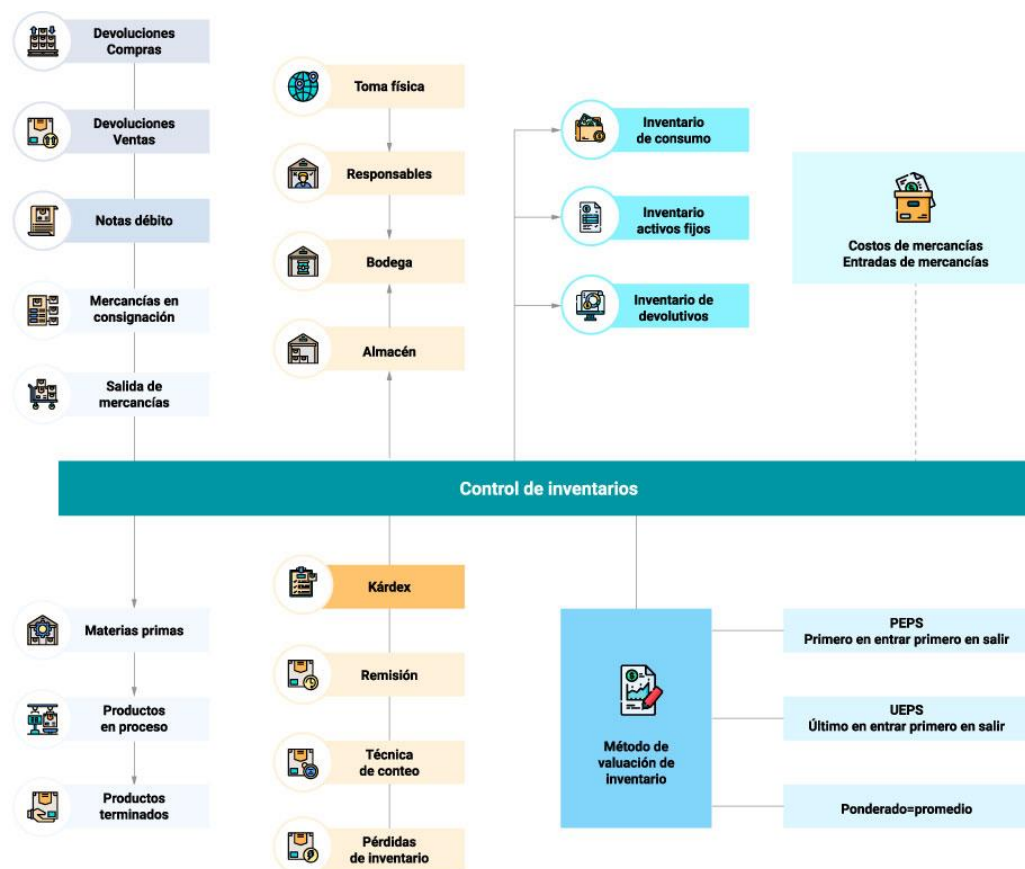 Devoluciones
Compras
Devoluciones
Ventas
Notas débito
Mercancías en
consignación
Salida de
mercancías
Toma física
Responsables
Bodega
Almacén
Inventario
de consumo
Inventario
activos fijos
Inventario de
devolutivos
Costos de mercancías
Entradas de mercancías
Control de inventarios
Materias primas
Productos
en proceso
Productos
terminados
Kárdex
Remisión
Técnica
de conteo
Pérdidas
de inventario
Método de
valuación de
inventario
PEPS
Primero en entrar primero en salir
UEPS
Último en entrar primero en salir
Ponderado=promedio